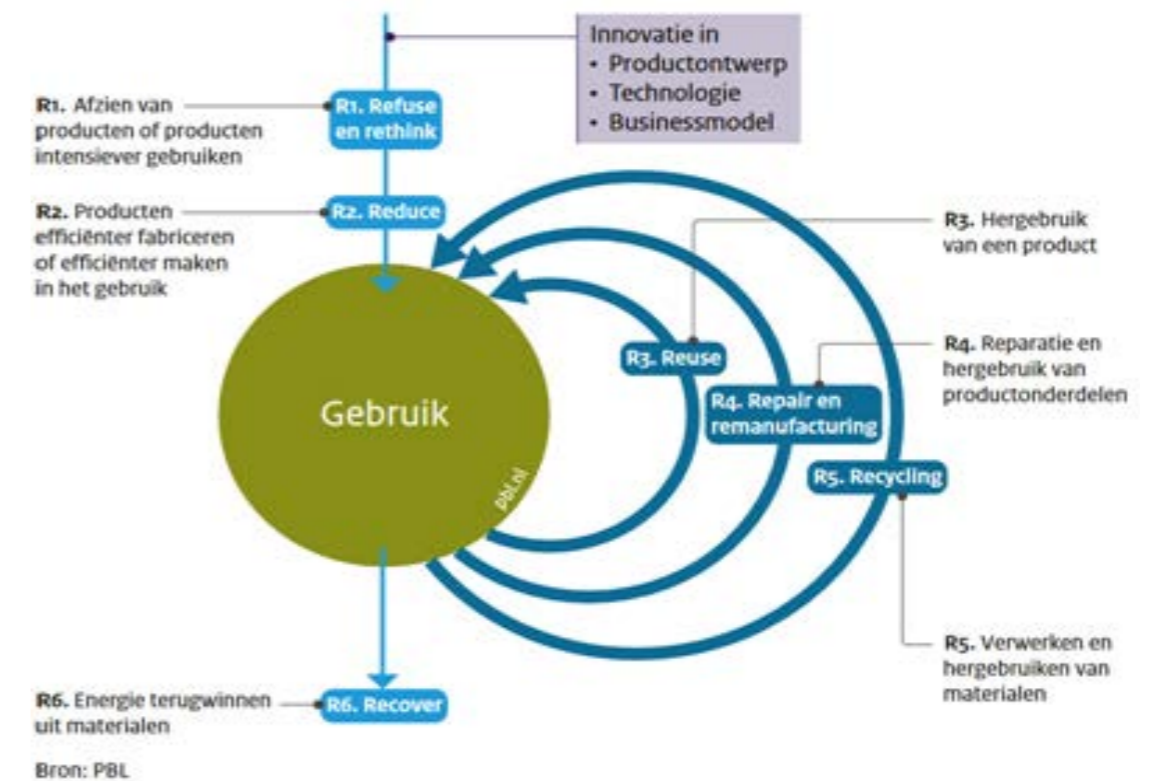 Innovatie in
• Productontwerp
• Technologie
• Businessmodel
R1. Afzien van
producten of producten
intensiever gebruiken
R1. Refuse
en rethink
R2. Producten
efficiënter fabriceren
of efficiënter maken
in het gebruik
R2. Reduce
R3. Hergebruik
van een product
R3. Reuse
R4. Reparatie en
hergebruik van
productonderdelen
R4. Repair en
remanufacturing
Gebruik
pbl.nl
R5. Recycling
R5. Verwerken en
hergebruiken van
materialen
R6. Energie terugwinnen
uit materialen
R6. Recover
Bron: PBL